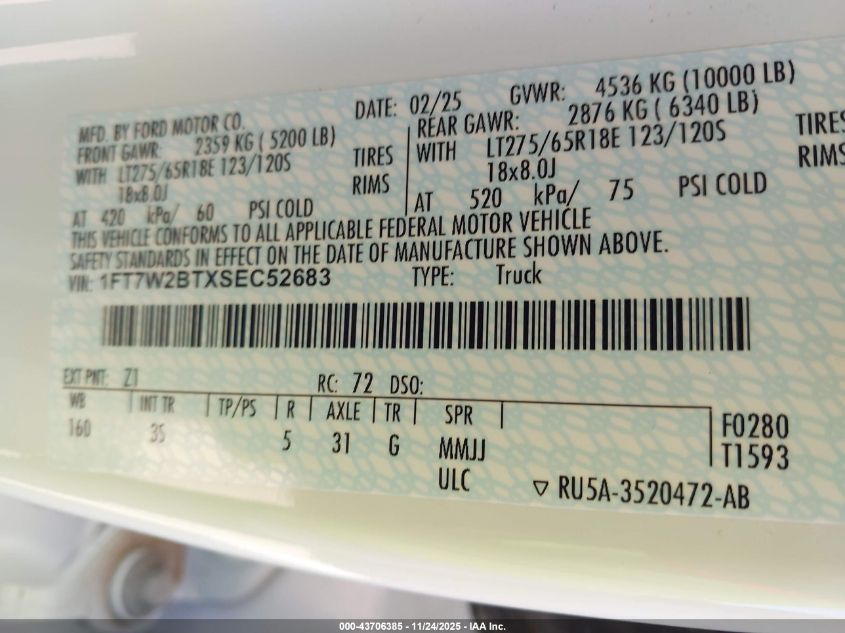 MFD. BY FORD MOTOR CO.
DATE: 02/25 GVWR: 4536 KG (10000 LB)
FRONT GAWR: 2359 KG ( 5200 LB)
REAR GAWR: 2876 KG ( 6340 LB)
WITH LT275/65R18E 123/120S TIRES
WITH LT275/65R18E 123/120S TIRES
18x8.0J RIMS
18x8.0J RIMS
AT 420 kPa/ 60 PSI COLD
AT 520 kPa/ 75 PSI COLD
THIS VEHICLE CONFORMS TO ALL APPLICABLE FEDERAL MOTOR VEHICLE
SAFETY STANDARDS IN EFFECT ON THE DATE OF MANUFACTURE SHOWN ABOVE.
VIN: 1FT7W2BTXSEC52683 TYPE: Truck
EXT PNT: Z1 RC: 72 DSO:
WB INT TR TP/PS R AXLE TR SPR
160 35 5 31 G MMJJ
ULC
F0280
T1593
▽ RU5A-3520472-AB
000-43706385 - 11/24/2025 - IAA Inc.